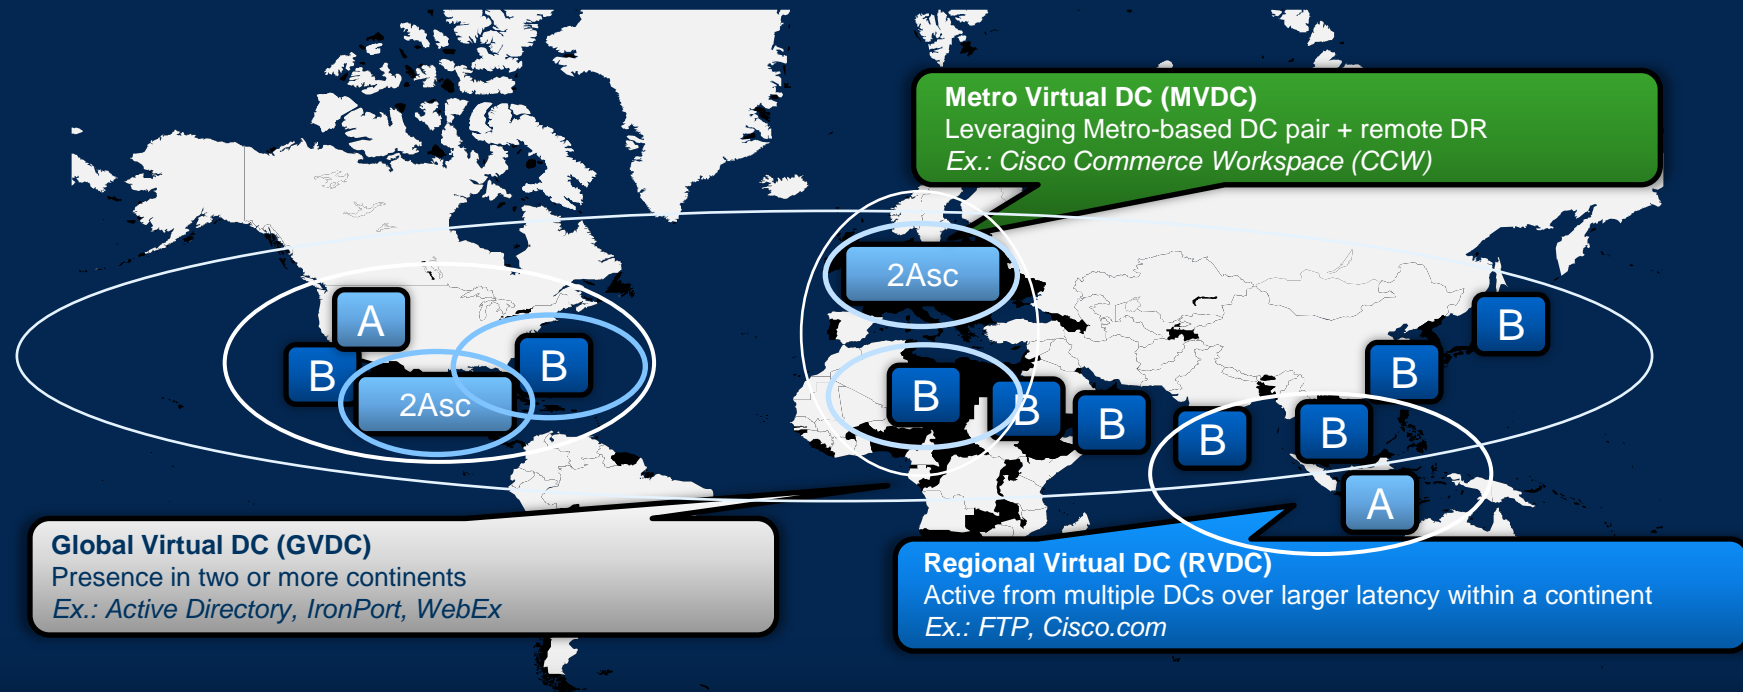 Metro Virtual DC (MVDC)
Leveraging Metro-based DC pair + remote DR
Ex.: Cisco Commerce Workspace (CCW)
2Asc
A
B
B
2Asc
B
B
B
B
B
B
B
A
Global Virtual DC (GVDC)
Presence in two or more continents
Ex.: Active Directory, IronPort, WebEx
Regional Virtual DC (RVDC)
Active from multiple DCs over larger latency within a continent
Ex.: FTP, Cisco.com